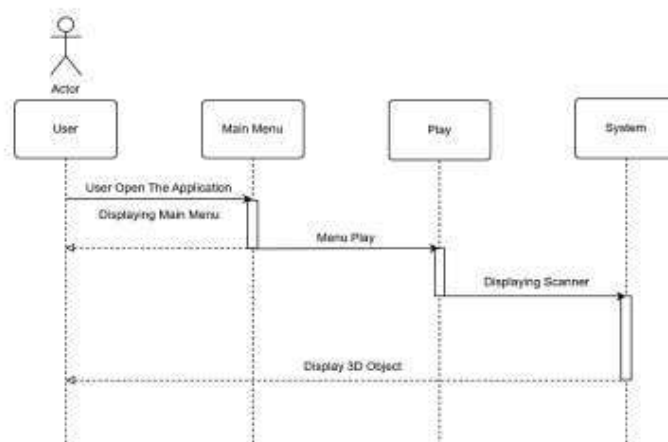 Actor
User
Main Menu
Play
System
User Open The Application
Displaying Main Menu
Menu Play
Displaying Scanner
Display 3D Object